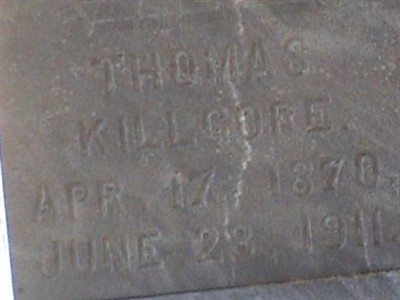 THOMAS
KILLGORE.
APR. 17, 1870,
JUNE 23, 1911.